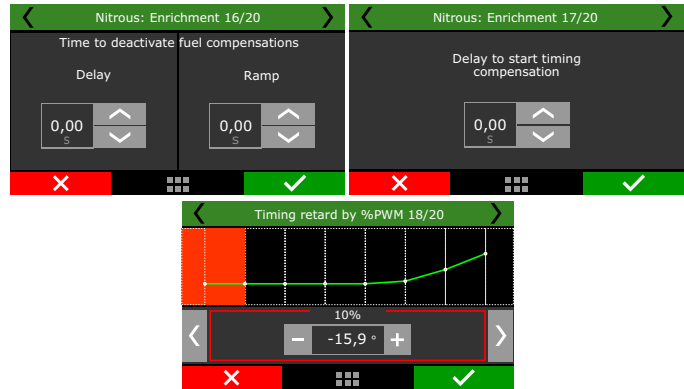 Nitrous: Enrichment 16/20
Time to deactivate fuel compensations
Delay
Ramp
0,00
S
0,00
S
Nitrous: Enrichment 17/20
Delay to start timing
compensation
0,00
S
Timing retard by %PWM 18/20
10%
-15,9 °